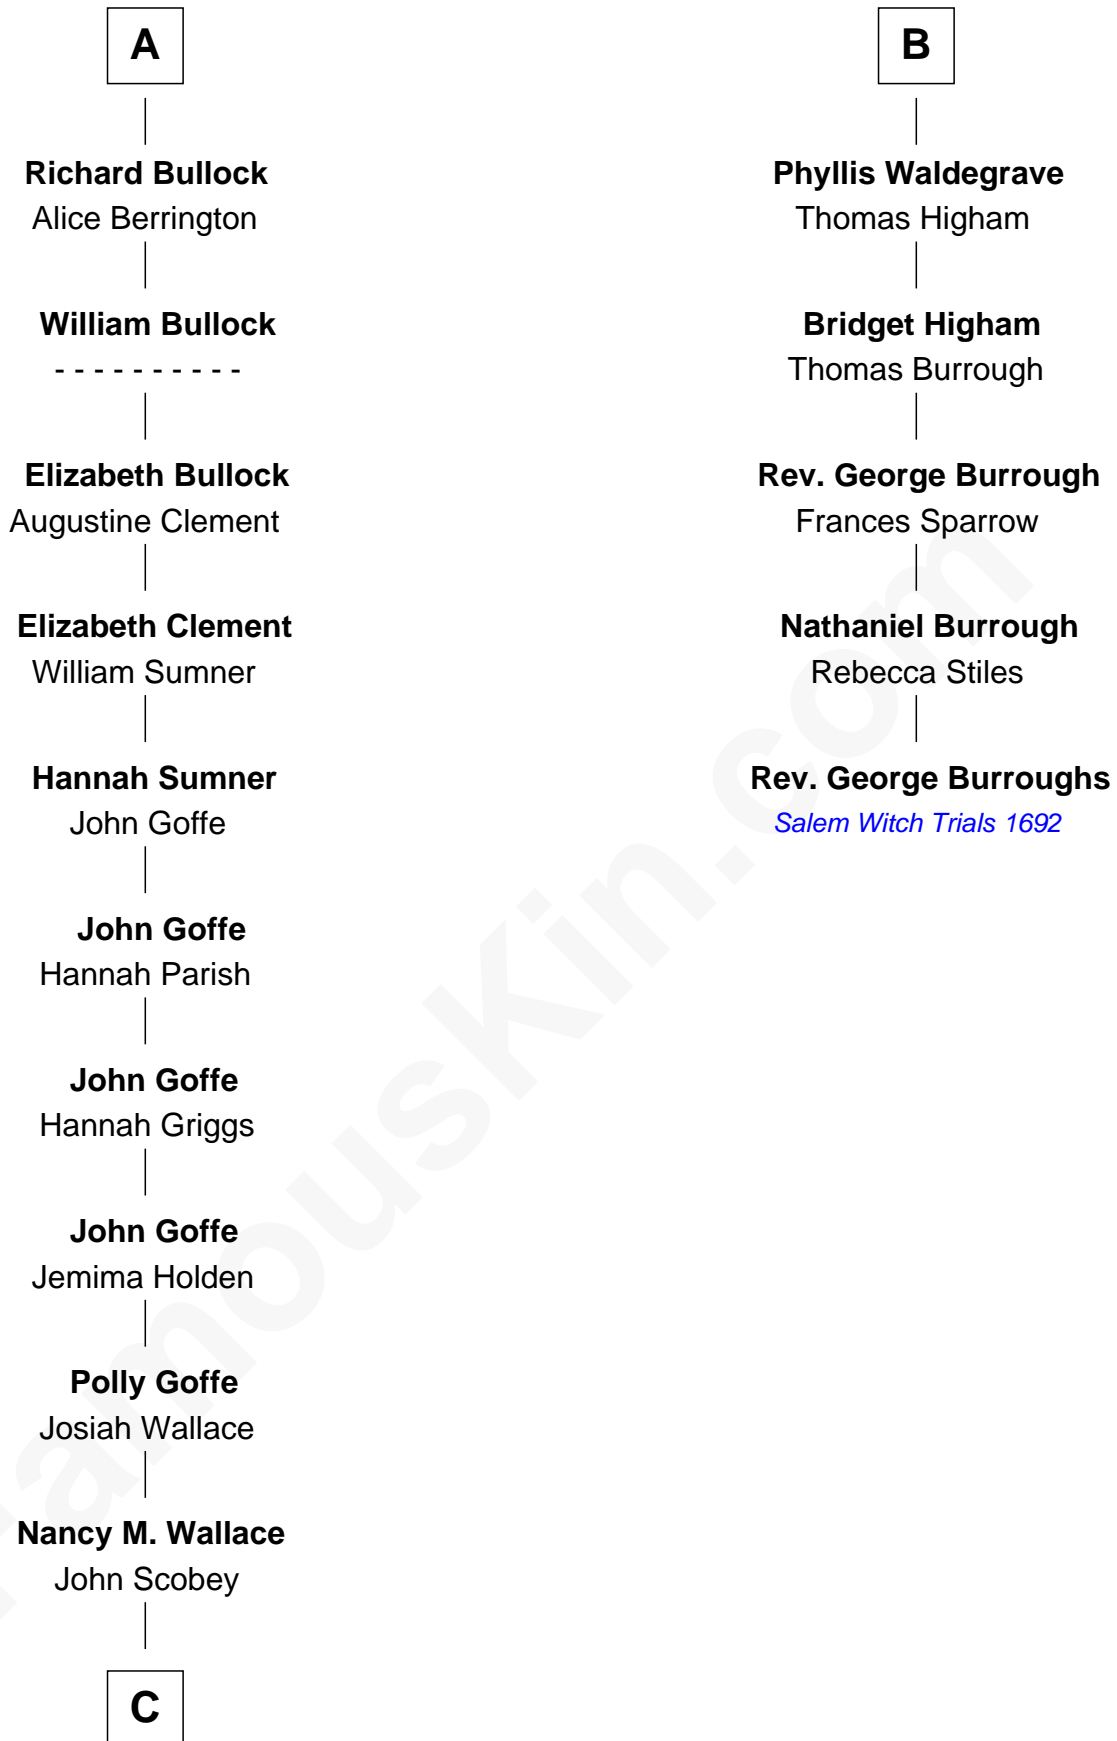 A
Richard Bullock
Alice Berrington
William Bullock
- - - - - - - - - -
Elizabeth Bullock
Augustine Clement
Elizabeth Clement
William Sumner
Hannah Sumner
John Goffe
John Goffe
Hannah Parish
John Goffe
Hannah Griggs
John Goffe
Jemima Holden
Polly Goffe
Josiah Wallace
Nancy M. Wallace
John Scobey
C
B
Phyllis Waldegrave
Thomas Higham
Bridget Higham
Thomas Burrough
Rev. George Burrough
Frances Sparrow
Nathaniel Burrough
Rebecca Stiles
Rev. George Burroughs
Salem Witch Trials 1692
FamousKin.com